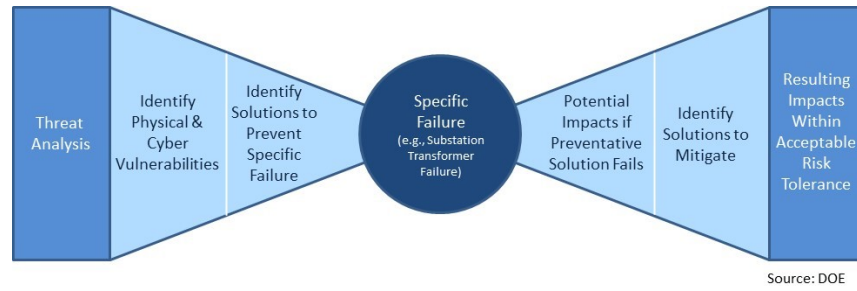 Threat
Analysis
Identify
Physical &
Cyber
Vulnerabilities
Identify
Solutions to
Prevent
Specific
Failure
Specific
Failure
(e.g., Substation
Transformer
Failure)
Potential
Impacts if
Preventative
Solution Fails
Identify
Solutions to
Mitigate
Resulting
Impacts
Within
Acceptable
Risk
Tolerance
Source: DOE